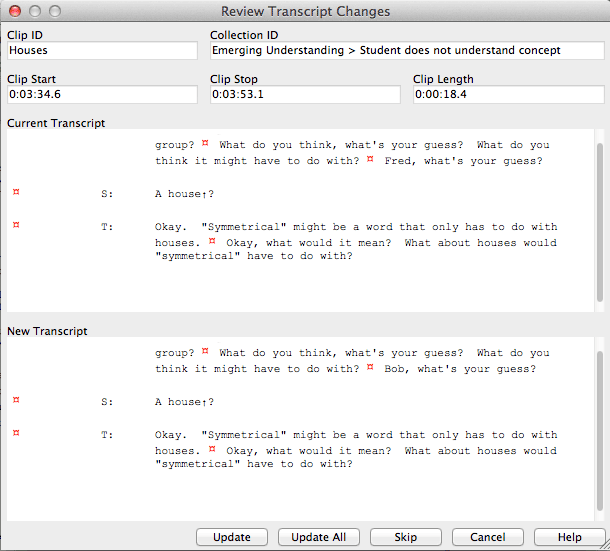 Review Transcript Changes
Clip ID Collection ID
Houses Emerging Understanding > Student does not understand concept
Clip Start Clip Stop Clip Length
0:03:34.6 0:03:53.1 0:00:18.4
Current Transcript
group? ¤ What do you think, what's your guess? What do you
think it might have to do with? ¤ Fred, what's your guess?
¤ S: A house↑?
¤ T: Okay. "Symmetrical" might be a word that only has to do with
houses. ¤ Okay, what would it mean? What about houses would
"symmetrical" have to do with?
New Transcript
group? ¤ What do you think, what's your guess? What do you
think it might have to do with? ¤ Bob, what's your guess?
¤ S: A house↑?
¤ T: Okay. "Symmetrical" might be a word that only has to do with
houses. ¤ Okay, what would it mean? What about houses would
"symmetrical" have to do with?
Update Update All Skip Cancel Help